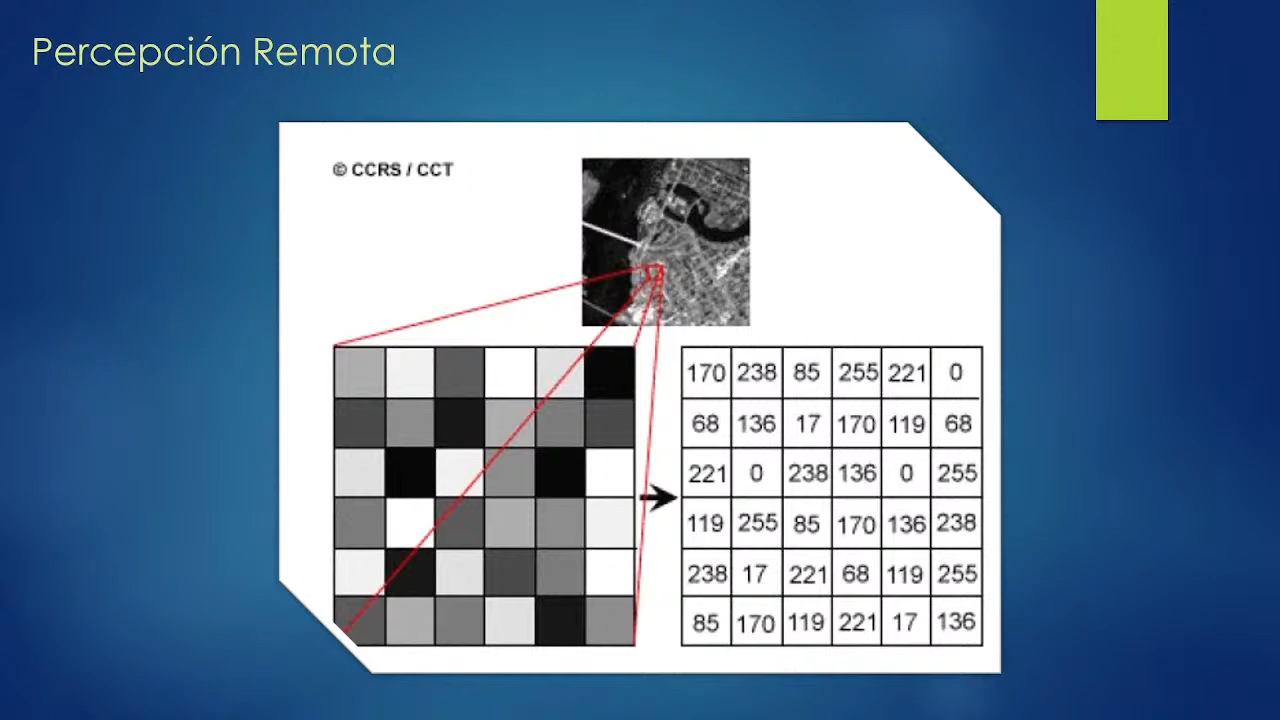 Percepción Remota
© CCRS / CCT
170 238 85 255 221 0
68 136 17 170 119 68
221 0 238 136 0 255
119 255 85 170 136 238
238 17 221 68 119 255
85 170 119 221 17 136